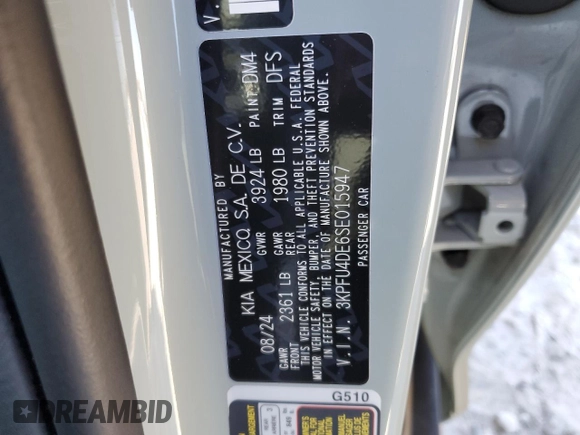 MANUFACTURED BY
KIA MEXICO, S.A. DE C.V.
08/24 GVWR 3924 LB PAINT DM4
GAWR FRONT 2361 LB GAWR REAR 1980 LB TRIM DFS
THIS VEHICLE CONFORMS TO ALL APPLICABLE U.S.A. FEDERAL
MOTOR VEHICLE SAFETY, BUMPER, AND THEFT PREVENTION STANDARDS
IN EFFECT ON THE DATE OF MANUFACTURE SHOWN ABOVE.
V.I.N. 3KPFU4DE6SE015947
PASSENGER CAR
G510
DREAMBID